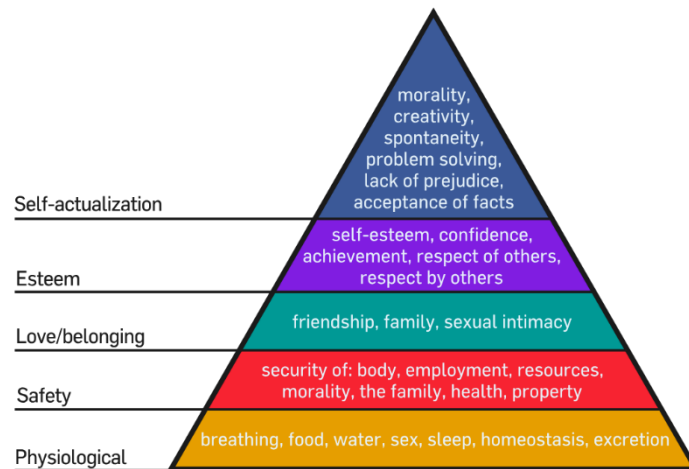 morality,
creativity,
spontaneity,
problem solving,
lack of prejudice,
acceptance of facts
Self-actualization
self-esteem, confidence,
achievement, respect of others,
respect by others
Esteem
friendship, family, sexual intimacy
Love/belonging
security of: body, employment, resources,
morality, the family, health, property
Safety
breathing, food, water, sex, sleep, homeostasis, excretion
Physiological